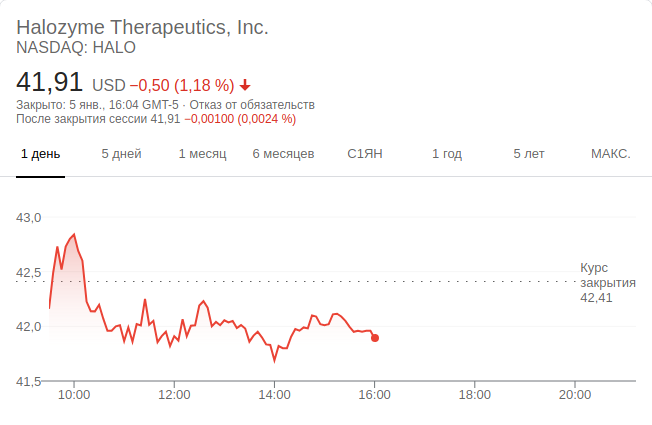 Halozyme Therapeutics, Inc.
NASDAQ: HALO
41,91 USD −0,50 (1,18 %)
Закрыто: 5 янв., 16:04 GMT-5 · Отказ от обязательств
После закрытия сессии 41,91 −0,00100 (0,0024 %)
1 день 5 дней 1 месяц 6 месяцев С1ЯН 1 год 5 лет МАКС.
43,0
42,5
Курс
закрытия
42,41
42,0
41,5
10:00 12:00 14:00 16:00 18:00 20:00